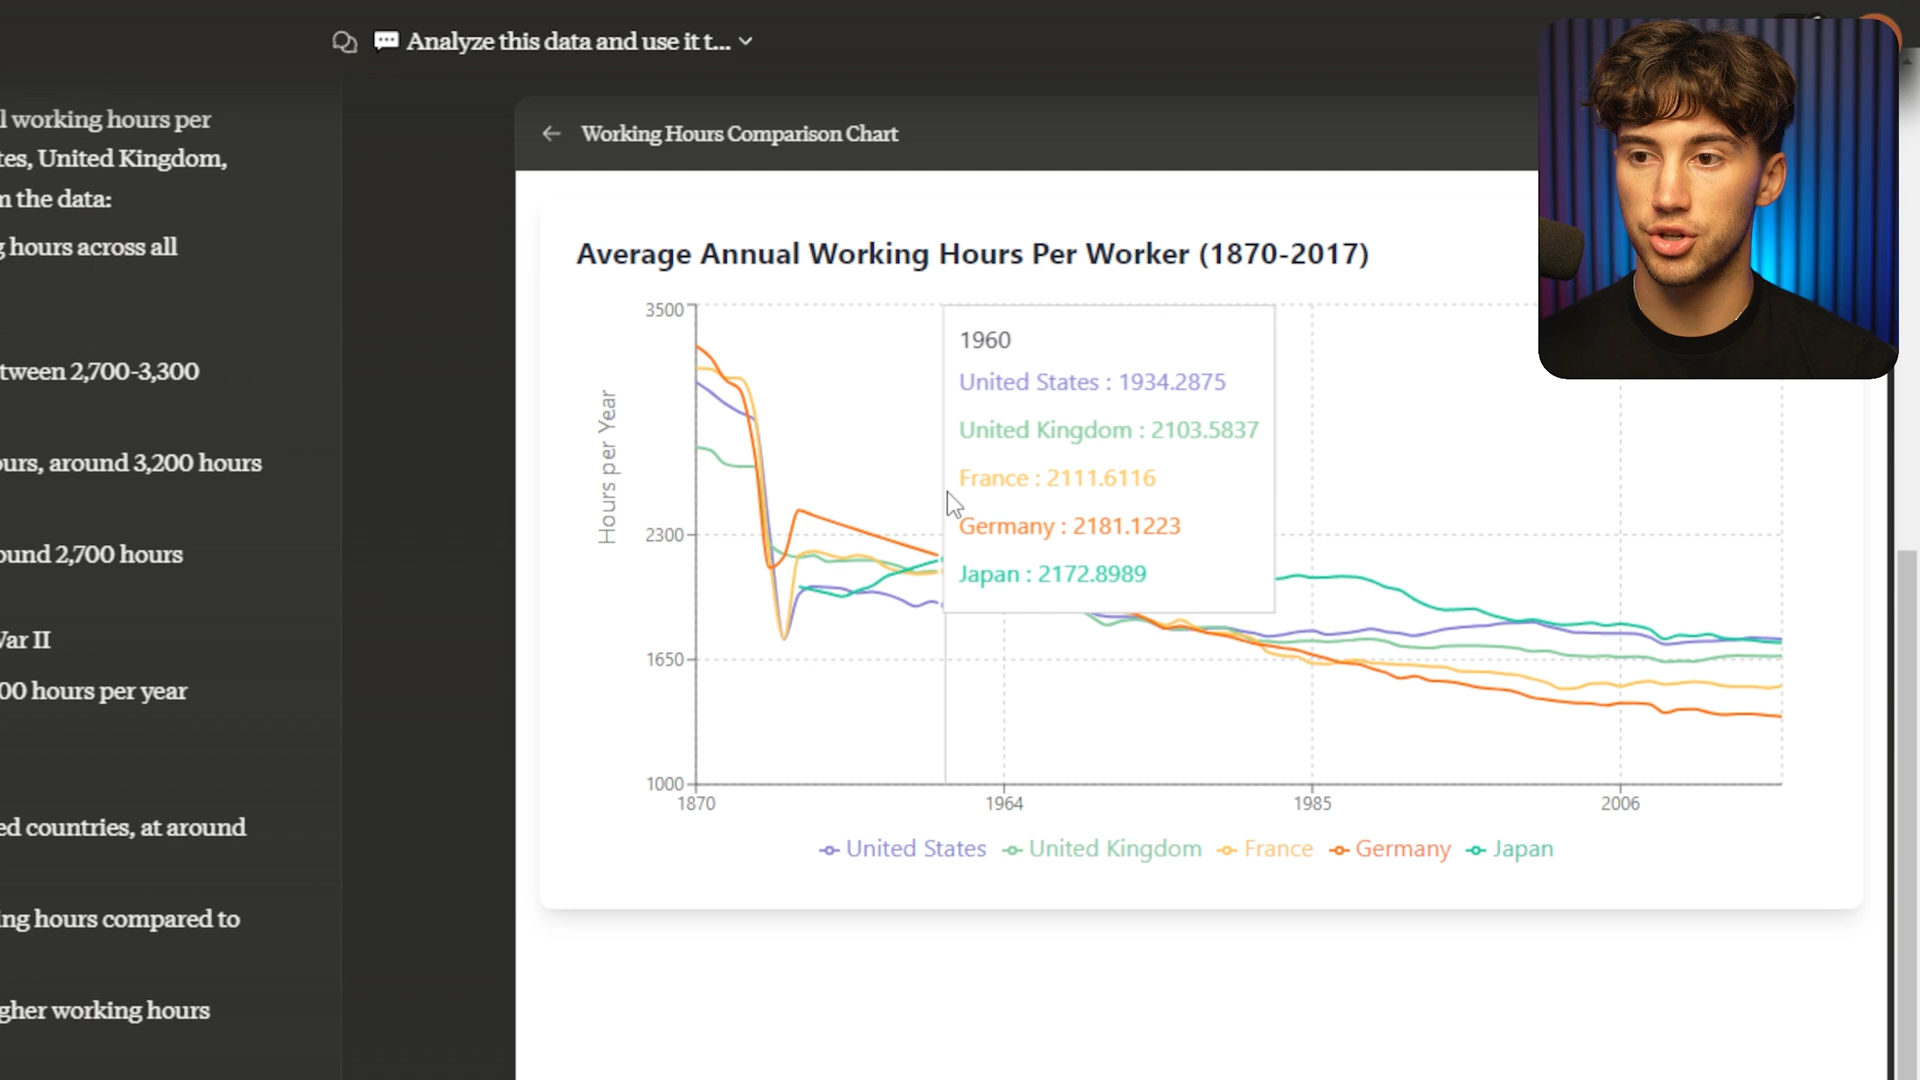 Analyze this data and use it t...
l working hours per
tes, United Kingdom,
n the data:
g hours across all
tween 2,700-3,300
ours, around 3,200 hours
ound 2,700 hours
War II
00 hours per year
ed countries, at around
ing hours compared to
gher working hours
Working Hours Comparison Chart
Average Annual Working Hours Per Worker (1870-2017)
Hours per Year
3500
2300
1650
1000
1960
United States : 1934.2875
United Kingdom : 2103.5837
France : 2111.6116
Germany : 2181.1223
Japan : 2172.8989
1870 1964 1985 2006
United States United Kingdom France Germany Japan